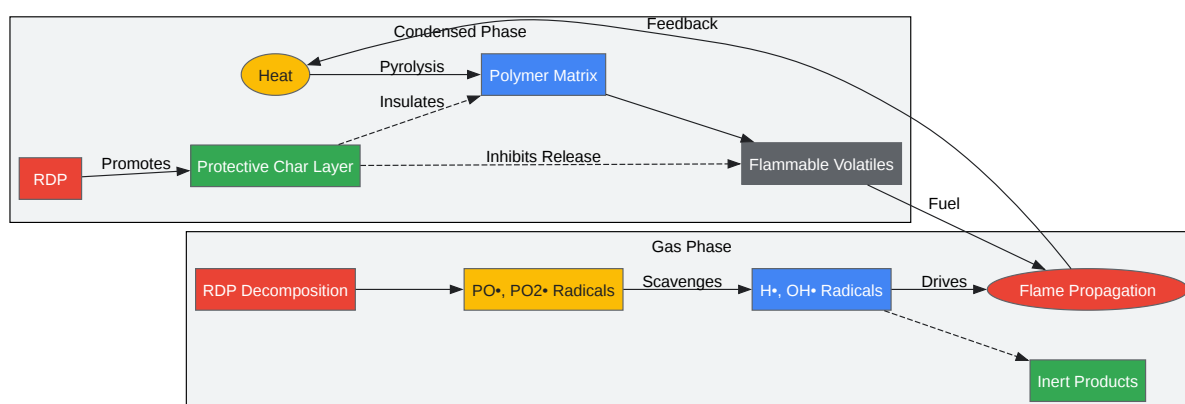 Feedback
Condensed Phase
Heat
Pyrolysis
Polymer Matrix
Insulates
RDP
Promotes
Protective Char Layer
Inhibits Release
Flammable Volatiles
Fuel
Gas Phase
RDP Decomposition
PO•, PO2• Radicals
Scavenges
H•, OH• Radicals
Drives
Flame Propagation
Inert Products